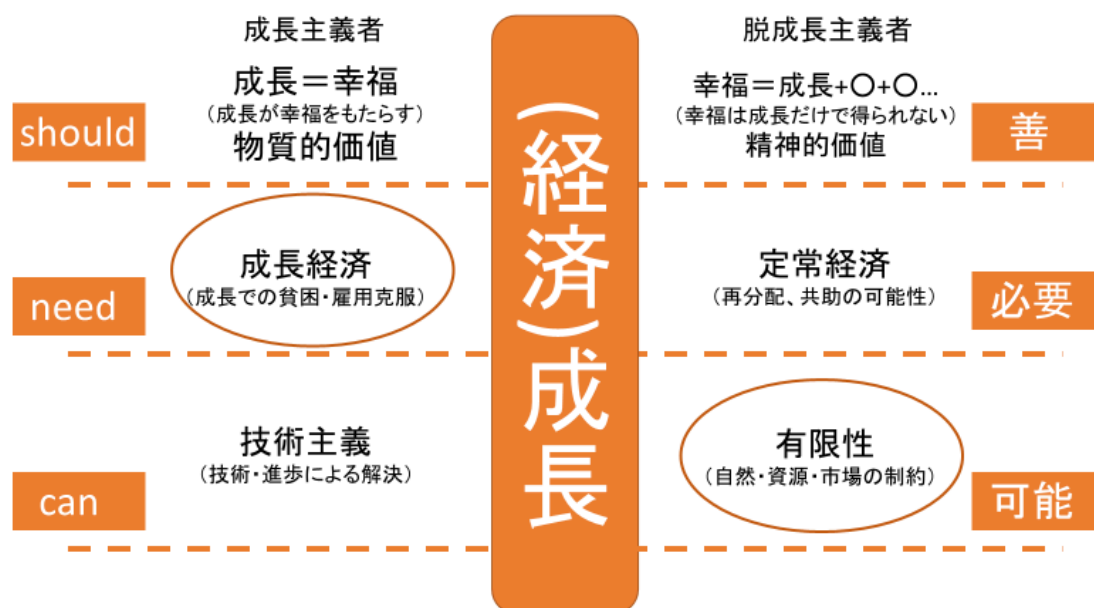 成長主義者
脱成長主義者
(経済)成長
should
成長＝幸福
(成長が幸福をもたらす)
物質的価値
幸福＝成長+〇+〇…
(幸福は成長だけで得られない)
精神的価値
善
need
成長経済
(成長での貧困・雇用克服)
定常経済
(再分配、共助の可能性)
必要
can
技術主義
(技術・進歩による解決)
有限性
(自然・資源・市場の制約)
可能